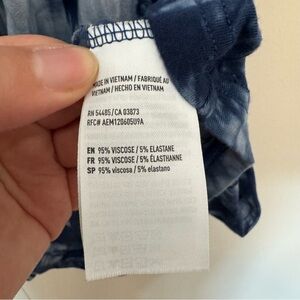 MADE IN VIETNAM / FABRIQUÉ AU
VIETNAM / HECHO EN VIETNAM
RN 54485/CA 03873
RFC# AEM120605U9A
EN 95% VISCOSE / 5% ELASTANE
FR 95% VISCOSE / 5% ÉLASTHANNE
SP 95% viscosa / 5% elastano